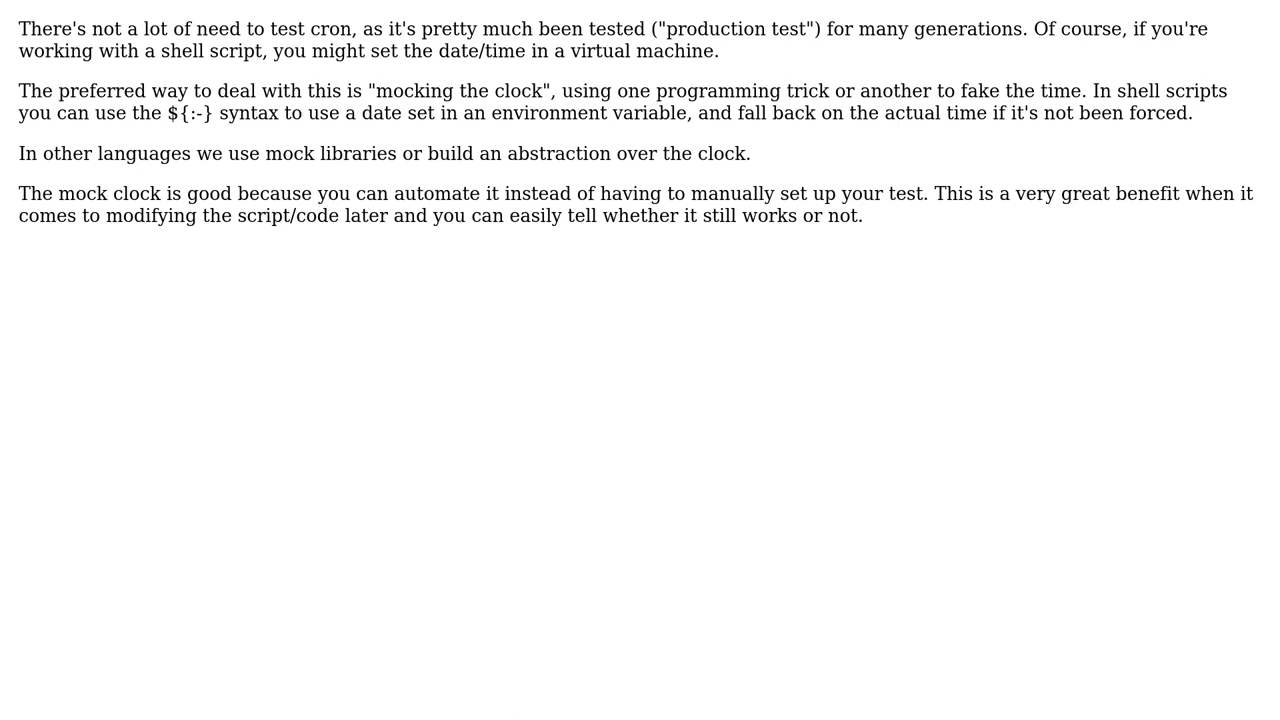 There's not a lot of need to test cron, as it's pretty much been tested ("production test") for many generations. Of course, if you're
working with a shell script, you might set the date/time in a virtual machine.
The preferred way to deal with this is "mocking the clock", using one programming trick or another to fake the time. In shell scripts
you can use the ${:-} syntax to use a date set in an environment variable, and fall back on the actual time if it's not been forced.
In other languages we use mock libraries or build an abstraction over the clock.
The mock clock is good because you can automate it instead of having to manually set up your test. This is a very great benefit when it
comes to modifying the script/code later and you can easily tell whether it still works or not.